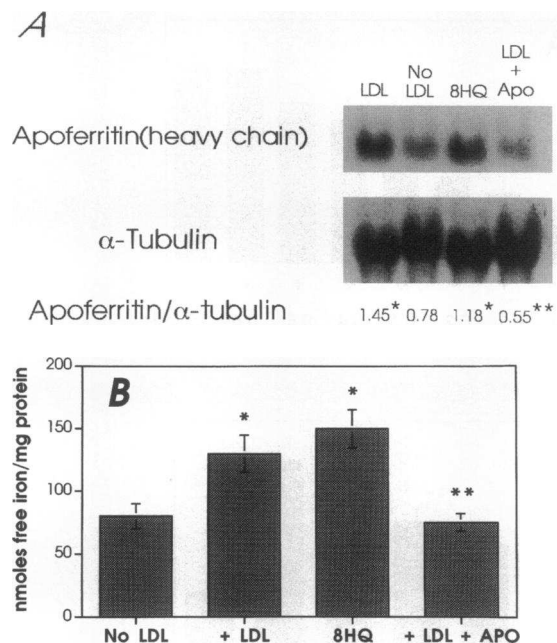 A
LDL No LDL 8HQ LDL + Apo
Apoferritin(heavy chain)
α-Tubulin
Apoferritin/α-tubulin 1.45* 0.78 1.18* 0.55**
B
nmoles free iron/mg protein
200
150
100
50
0
* * **
No LDL + LDL 8HQ + LDL + APO